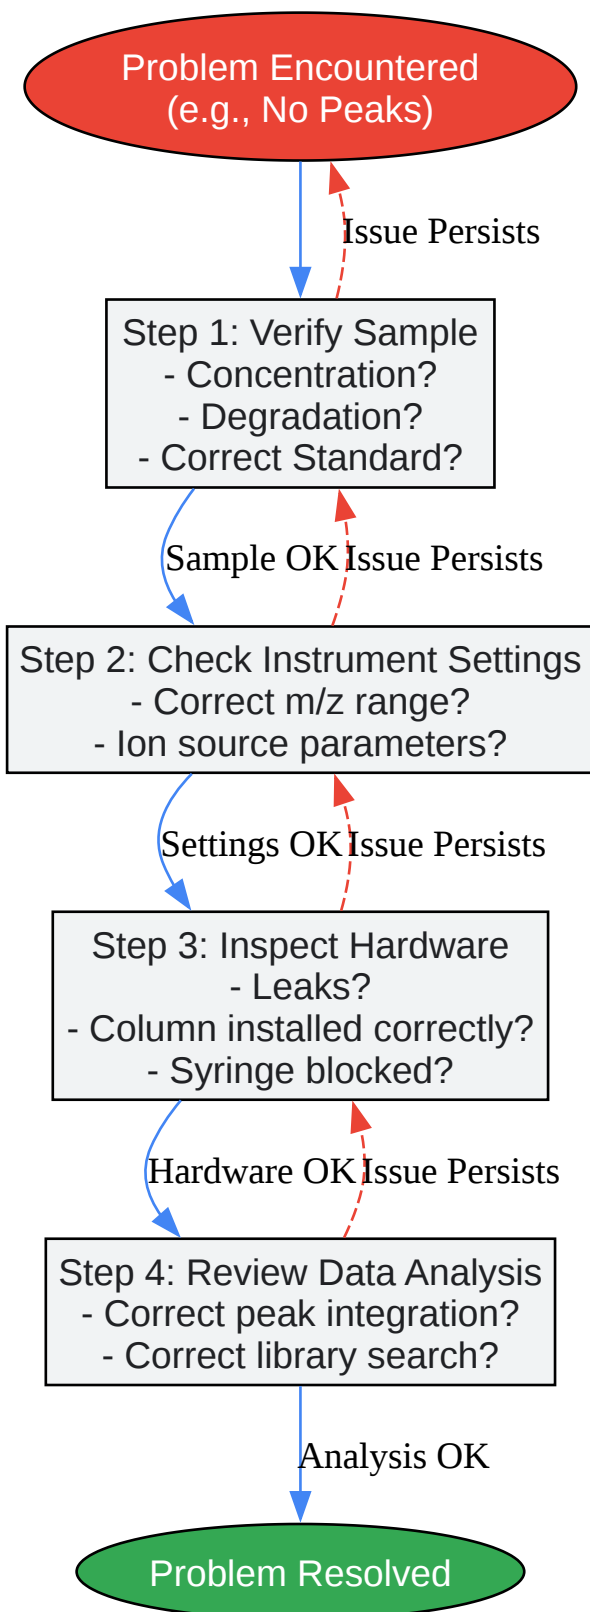 Problem Encountered
(e.g., No Peaks)
Issue Persists
Step 1: Verify Sample
- Concentration?
- Degradation?
- Correct Standard?
Sample OK
Issue Persists
Step 2: Check Instrument Settings
- Correct m/z range?
- Ion source parameters?
Settings OK
Issue Persists
Step 3: Inspect Hardware
- Leaks?
- Column installed correctly?
- Syringe blocked?
Hardware OK
Issue Persists
Step 4: Review Data Analysis
- Correct peak integration?
- Correct library search?
Analysis OK
Problem Resolved